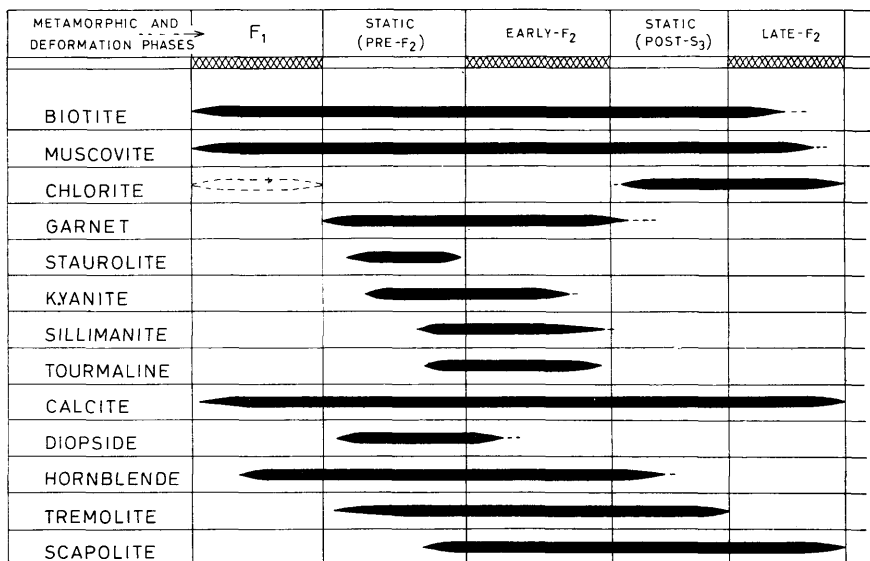 METAMORPHIC AND
DEFORMATION PHASES
F1
STATIC
(PRE-F2)
EARLY-F2
STATIC
(POST-S3)
LATE-F2
BIOTITE
MUSCOVITE
CHLORITE
GARNET
STAUROLITE
KYANITE
SILLIMANITE
TOURMALINE
CALCITE
DIOPSIDE
HORNBLENDE
TREMOLITE
SCAPOLITE